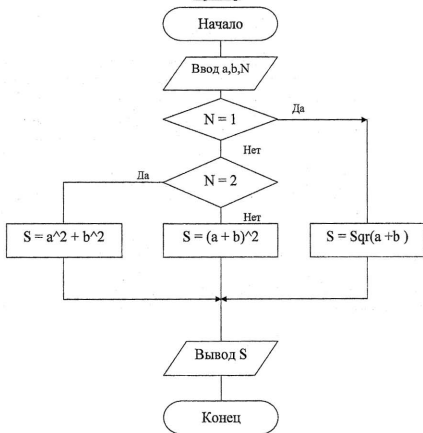 Начало
Ввод a,b,N
N = 1
Да
Нет
N = 2
Да
Нет
S = a^2 + b^2
S = (a + b)^2
S = Sqr(a +b )
Вывод S
Конец